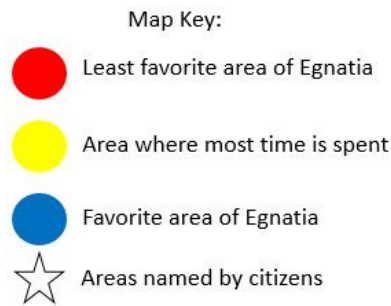 Map Key:
Least favorite area of Egnatia
Area where most time is spent
Favorite area of Egnatia
Areas named by citizens